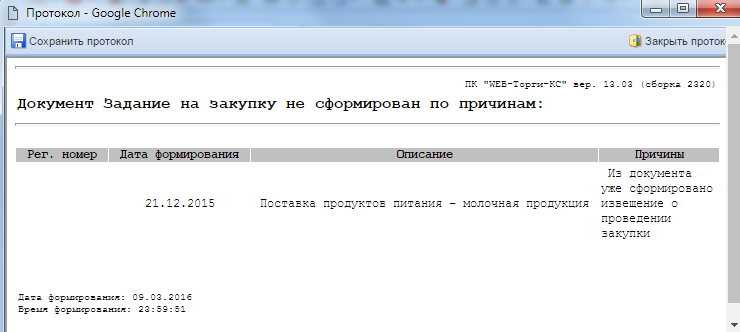 Протокол - Google Chrome
Сохранить протокол Закрыть проток
ПК "WEB-Торги-КС" вер. 13.03 (сборка 2320)
Документ Задание на закупку не сформирован по причинам:
Рег. номер Дата формирования Описание Причины
Из документа
уже сформировано
21.12.2015 Поставка продуктов питания - молочная продукция извещение о
проведении
закупки
Дата формирования: 09.03.2016
Время формирования: 23:59:51